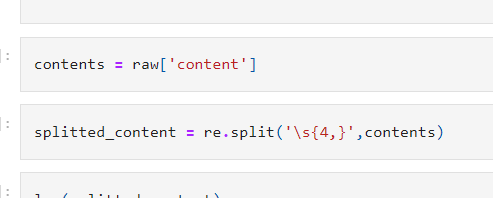 ]:
contents = raw['content']
]:
splitted_content = re.split('\s{4,}',contents)
]: